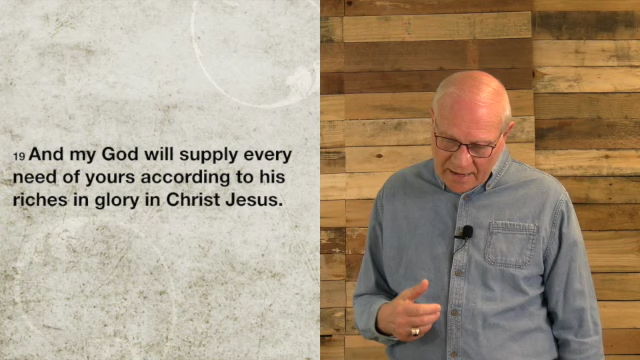 19 And my God will supply every
need of yours according to his
riches in glory in Christ Jesus.